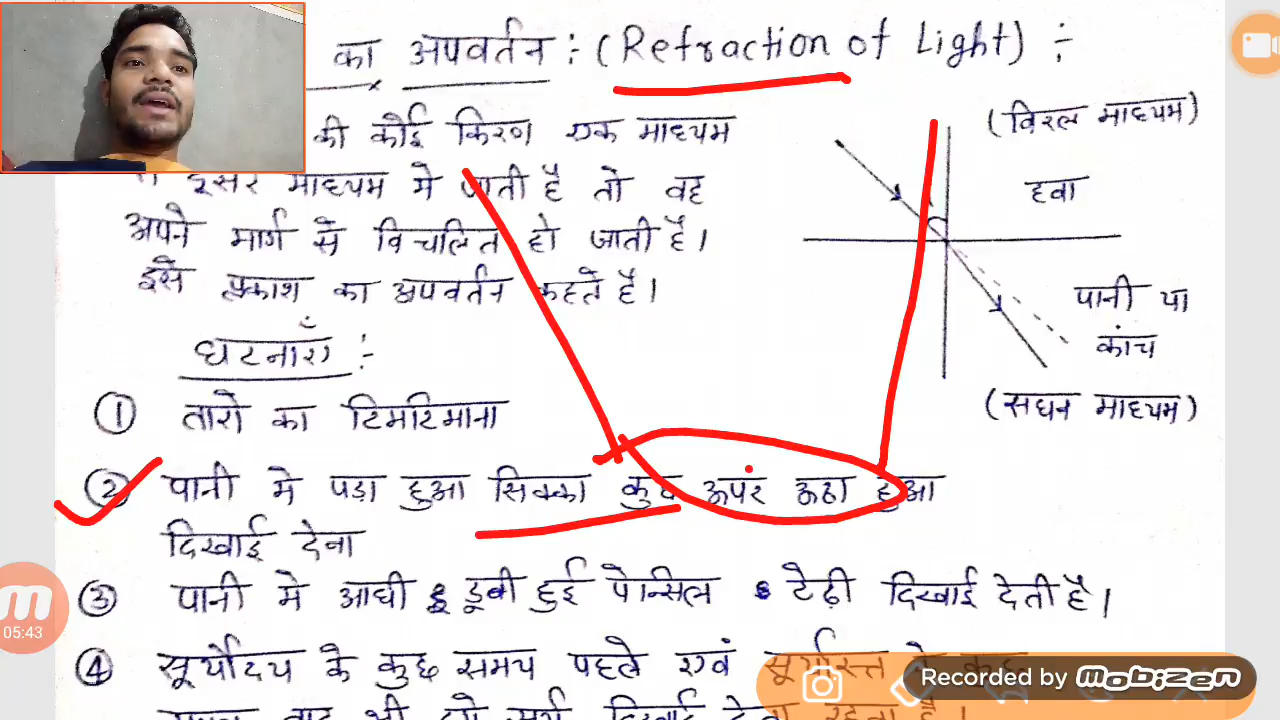 का अपवर्तन : (Refraction of Light) ÷
की कोई किरण एक माध्यम
दूसरे माध्यम मे जाती है तो वह
अपने मार्ग से विचलित हो जाती है।
इसे प्रकाश का अपवर्तन कहते है।
(विरल माध्यम)
हवा
पानी या
कांच
(सघन माध्यम)
घटनाएँ :-
① तारो का टिमटिमाना
② पानी मे पड़ा हुआ सिक्का कुछ ऊपर ऊठा हुआ
दिखाई देना
③ पानी मे आधी डूबी हुई पेन्सिल टेढ़ी दिखाई देती है।
④ सूर्योदय के कुछ समय पहले एवं सूर्यास्त के कुछ
दिखाई देता रहता है।
05:43
Recorded by mobizen